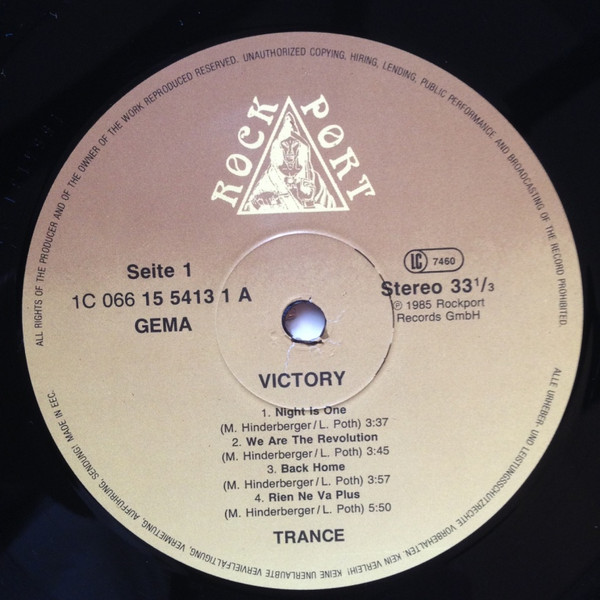 ALL RIGHTS OF THE PRODUCER AND OF THE OWNER OF THE WORK REPRODUCED RESERVED. UNAUTHORIZED COPYING, HIRING, LENDING, PUBLIC PERFORMANCE AND BROADCASTING OF THE RECORD PROHIBITED.
ROCK PORT
Seite 1
1C 066 15 5413 1 A
GEMA
LC 7460
Stereo 33 1/3
℗ 1985 Rockport
Records GmbH
VICTORY
1. Night Is One
(M. Hinderberger/L. Poth) 3:37
2. We Are The Revolution
(M. Hinderberger/L. Poth) 3:45
3. Back Home
(M. Hinderberger/L. Poth) 3:57
4. Rien Ne Va Plus
(M. Hinderberger/L. Poth) 5:50
TRANCE
ALLE URHEBER- UND LEISTUNGSSCHUTZRECHTE VORBEHALTEN. KEIN VERLEIH! KEINE UNERLAUBTE VERVIELFÄLTIGUNG, VERMIETUNG, AUFFÜHRUNG, SENDUNG! MADE IN EEC.